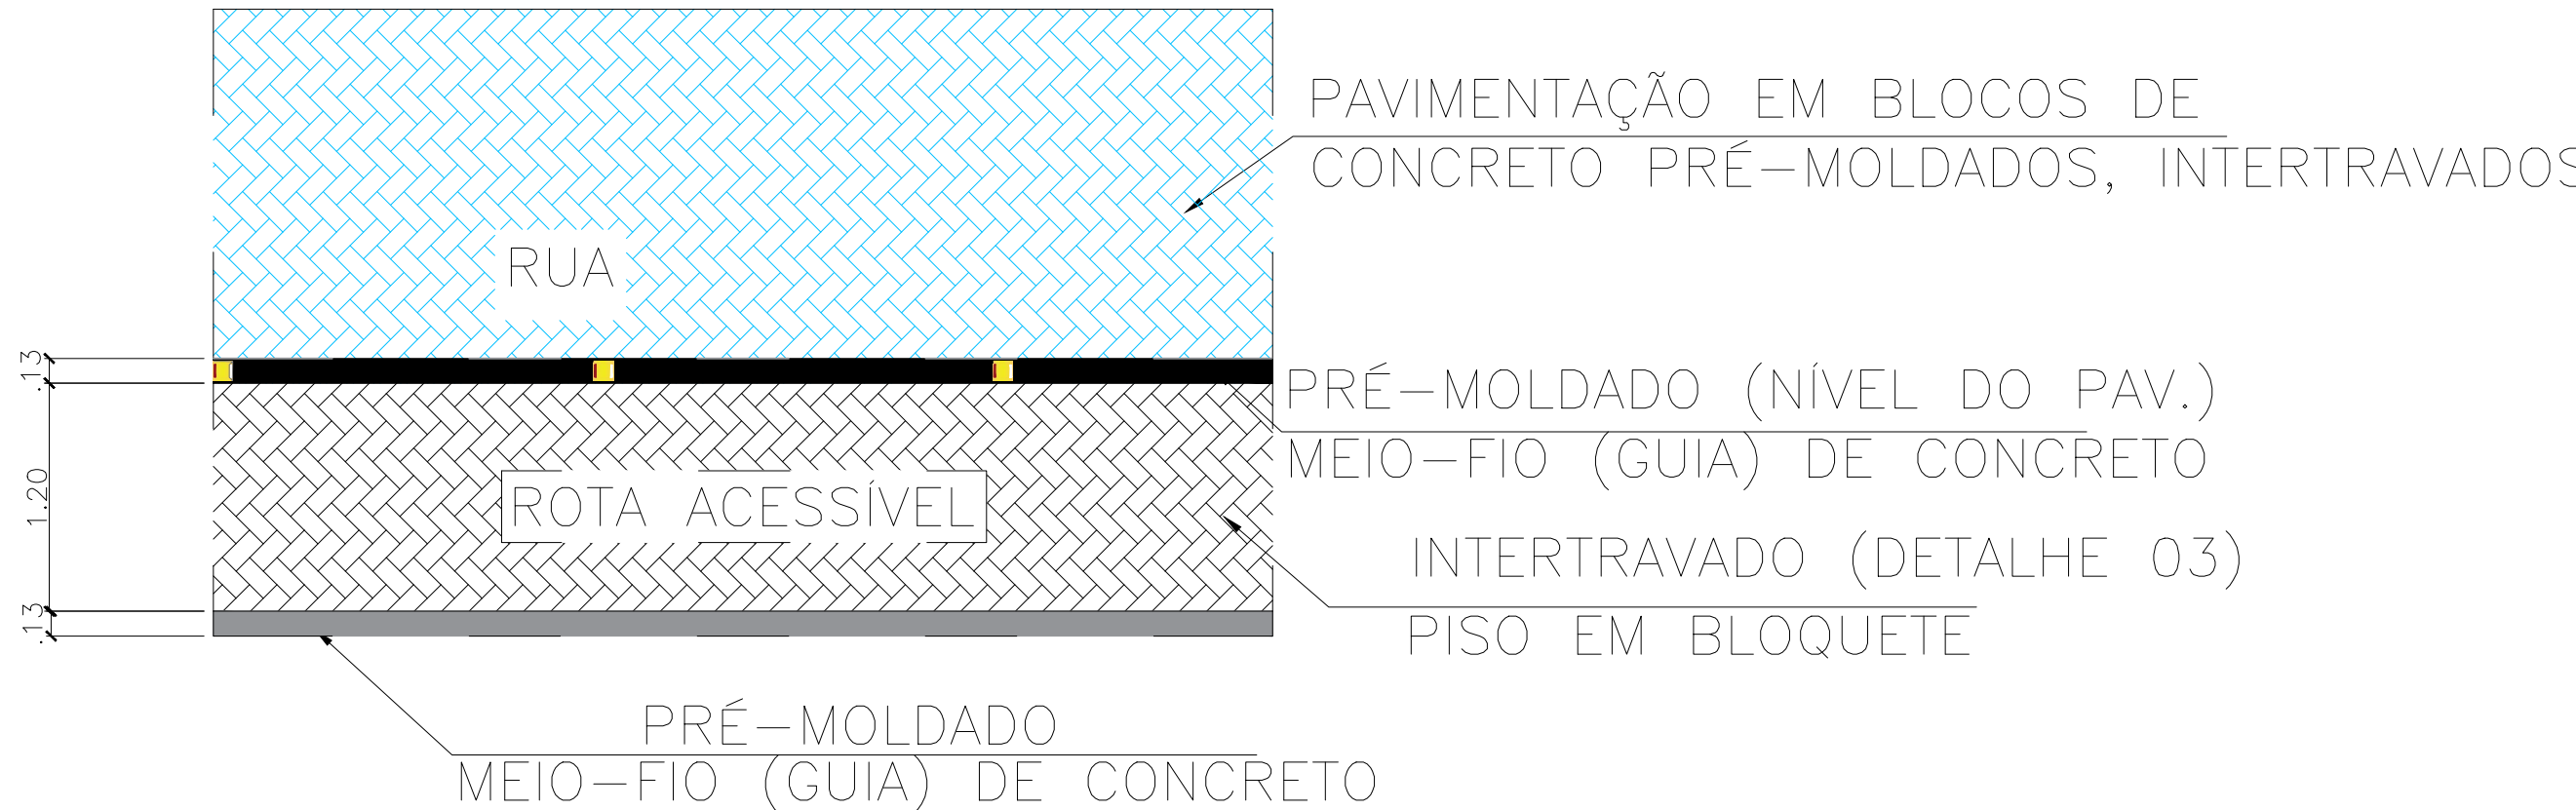 PAVIMENTAÇÃO EM BLOCOS DE
CONCRETO PRÉ-MOLDADOS, INTERTRAVADOS
RUA
.13
PRÉ-MOLDADO (NÍVEL DO PAV.)
MEIO-FIO (GUIA) DE CONCRETO
1.20
ROTA ACESSÍVEL
INTERTRAVADO (DETALHE 03)
PISO EM BLOQUETE
.13
PRÉ-MOLDADO
MEIO-FIO (GUIA) DE CONCRETO